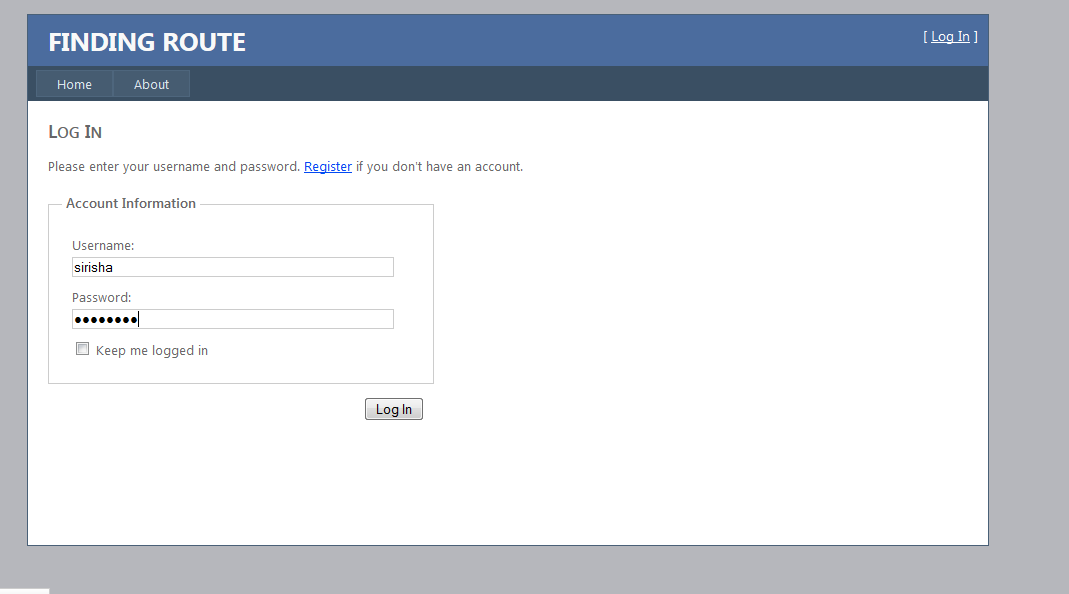 FINDING ROUTE
[ Log In ]
Home About
LOG IN
Please enter your username and password. Register if you don't have an account.
Account Information
Username:
sirisha
Password:
●●●●●●●●
Keep me logged in
Log In